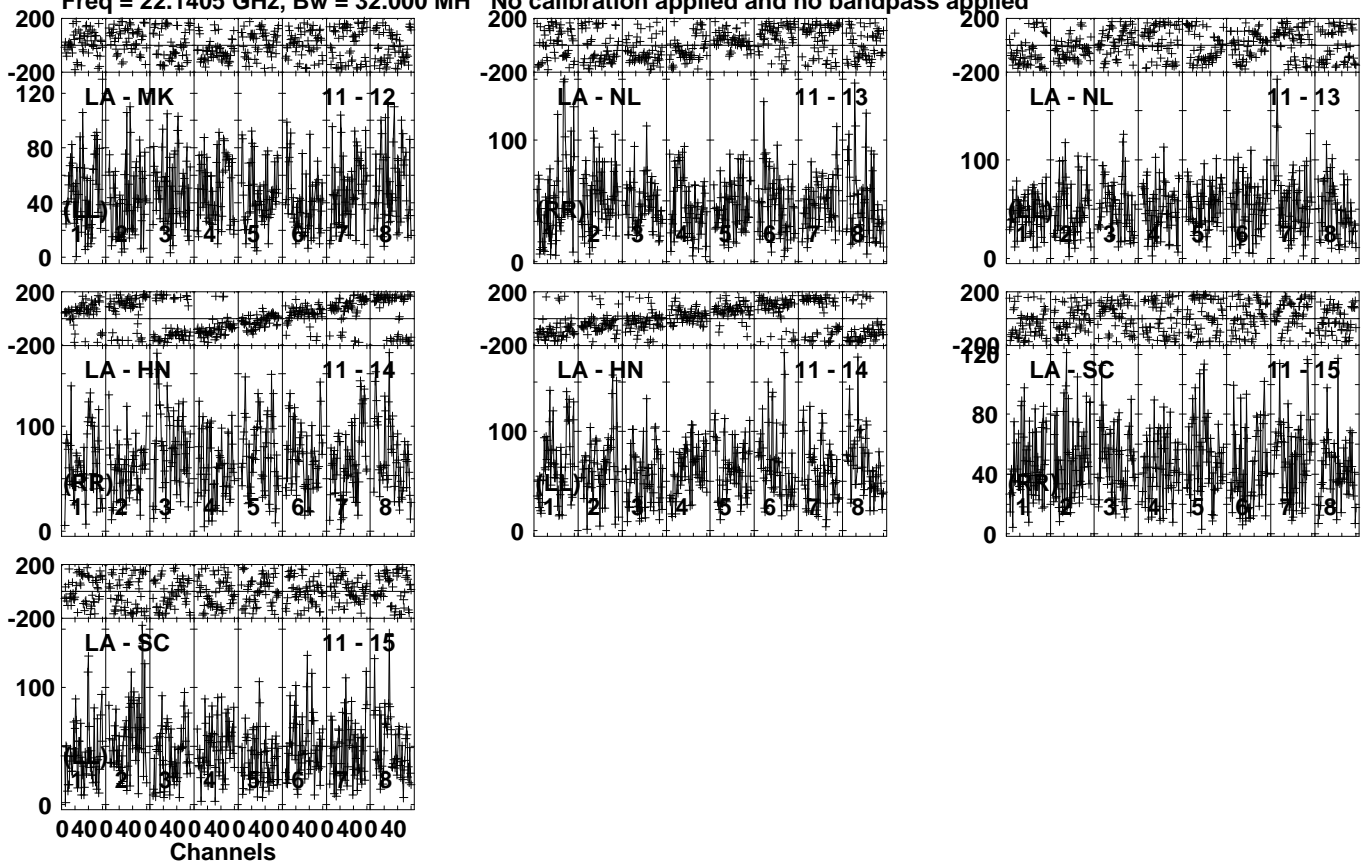 Freq = 22.1405 GHz, Bw = 32.000 MH No calibration applied and no bandpass applied
200
-200
120
80
40
0
LA - MK 11 - 12
(LL)
1 2 3 4 5 6 7 8
200
-200
100
0
LA - NL 11 - 13
(RR)
1 2 3 4 5 6 7 8
200
-200
100
0
LA - NL 11 - 13
(LL)
1 2 3 4 5 6 7 8
200
-200
100
0
LA - HN 11 - 14
(RR)
1 2 3 4 5 6 7 8
200
-200
100
0
LA - HN 11 - 14
(LL)
1 2 3 4 5 6 7 8
200
-200
120
80
40
0
LA - SC 11 - 15
(RR)
1 2 3 4 5 6 7 8
200
-200
100
0
LA - SC 11 - 15
(LL)
1 2 3 4 5 6 7 8
0 40 0 40 0 40 0 40 0 40 0 40 0 40 0 40
Channels